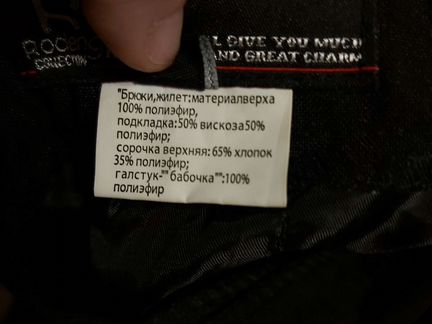 COLLECTION
L GIVE YOU MUCH
AND GREAT CHARM
"Брюки,жилет:материалверха
100% полиэфир,
подкладка:50% вискоза50%
полиэфир;
сорочка верхняя: 65% хлопок
35% полиэфир;
галстук-"" бабочка"":100%
полиэфир